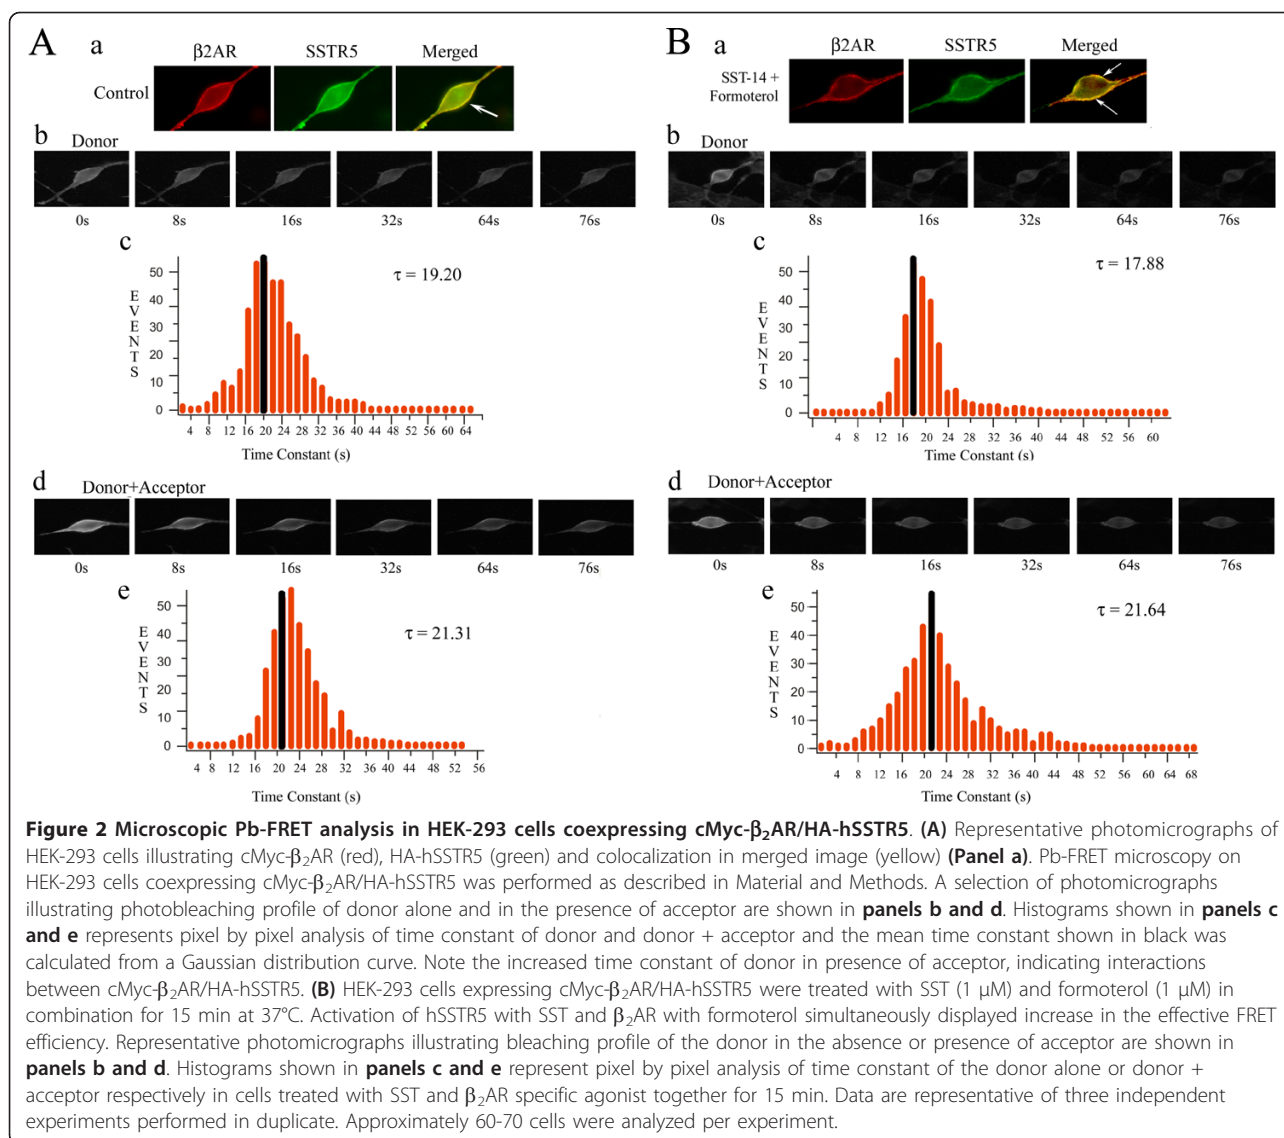 A a
β2AR SSTR5 Merged
Control
b Donor
0s 8s 16s 32s 64s 76s
c
τ = 19.20
EVENTS
50
40
30
20
10
0
4 8 12 16 20 24 28 32 36 40 44 48 52 56 60 64
Time Constant (s)
d Donor+Acceptor
0s 8s 16s 32s 64s 76s
e
τ = 21.31
EVENTS
50
40
30
20
10
0
4 8 12 16 20 24 28 32 36 40 44 48 52 56
Time Constant (s)
B a
β2AR SSTR5 Merged
SST-14 +
Formoterol
b Donor
0s 8s 16s 32s 64s 76s
c
τ = 17.88
EVENTS
50
40
30
20
10
0
4 8 12 16 20 24 28 32 36 40 44 48 52 56 60
Time Constant (s)
d Donor+Acceptor
0s 8s 16s 32s 64s 76s
e
τ = 21.64
EVENTS
50
40
30
20
10
0
4 8 12 16 20 24 28 32 36 40 44 48 52 56 60 64 68
Time Constant (s)
Figure 2 Microscopic Pb-FRET analysis in HEK-293 cells coexpressing cMyc-β₂AR/HA-hSSTR5. (A) Representative photomicrographs of
HEK-293 cells illustrating cMyc-β₂AR (red), HA-hSSTR5 (green) and colocalization in merged image (yellow) (Panel a). Pb-FRET microscopy on
HEK-293 cells coexpressing cMyc-β₂AR/HA-hSSTR5 was performed as described in Material and Methods. A selection of photomicrographs
illustrating photobleaching profile of donor alone and in the presence of acceptor are shown in panels b and d. Histograms shown in panels c
and e represents pixel by pixel analysis of time constant of donor and donor + acceptor and the mean time constant shown in black was
calculated from a Gaussian distribution curve. Note the increased time constant of donor in presence of acceptor, indicating interactions
between cMyc-β₂AR/HA-hSSTR5. (B) HEK-293 cells expressing cMyc-β₂AR/HA-hSSTR5 were treated with SST (1 μM) and formoterol (1 μM) in
combination for 15 min at 37°C. Activation of hSSTR5 with SST and β₂AR with formoterol simultaneously displayed increase in the effective FRET
efficiency. Representative photomicrographs illustrating bleaching profile of the donor in the absence or presence of acceptor are shown in
panels b and d. Histograms shown in panels c and e represent pixel by pixel analysis of time constant of the donor alone or donor +
acceptor respectively in cells treated with SST and β₂AR specific agonist together for 15 min. Data are representative of three independent
experiments performed in duplicate. Approximately 60-70 cells were analyzed per experiment.